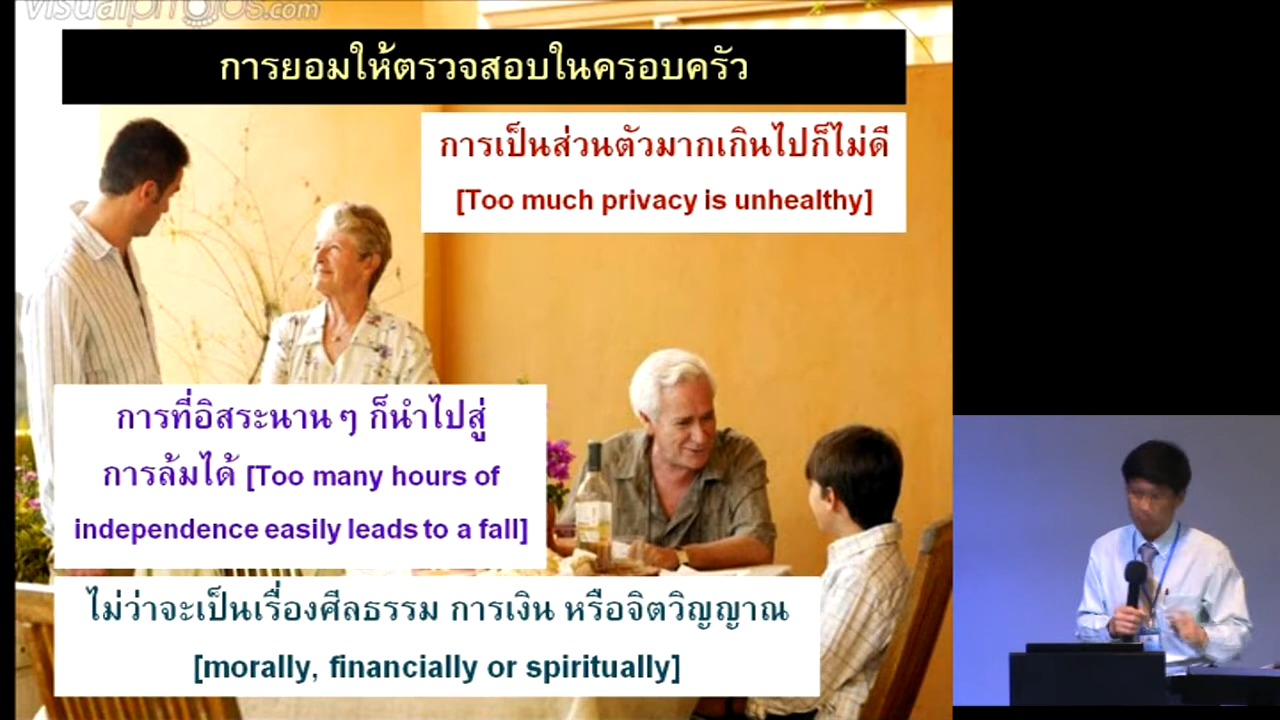 visualphotos.com
การยอมให้ตรวจสอบในครอบครัว
การเป็นส่วนตัวมากเกินไปก็ไม่ดี
[Too much privacy is unhealthy]
การที่อิสระนาน ๆ ก็นำไปสู่
การล้มได้ [Too many hours of
independence easily leads to a fall]
ไม่ว่าจะเป็นเรื่องศีลธรรม การเงิน หรือจิตวิญญาณ
[morally, financially or spiritually]